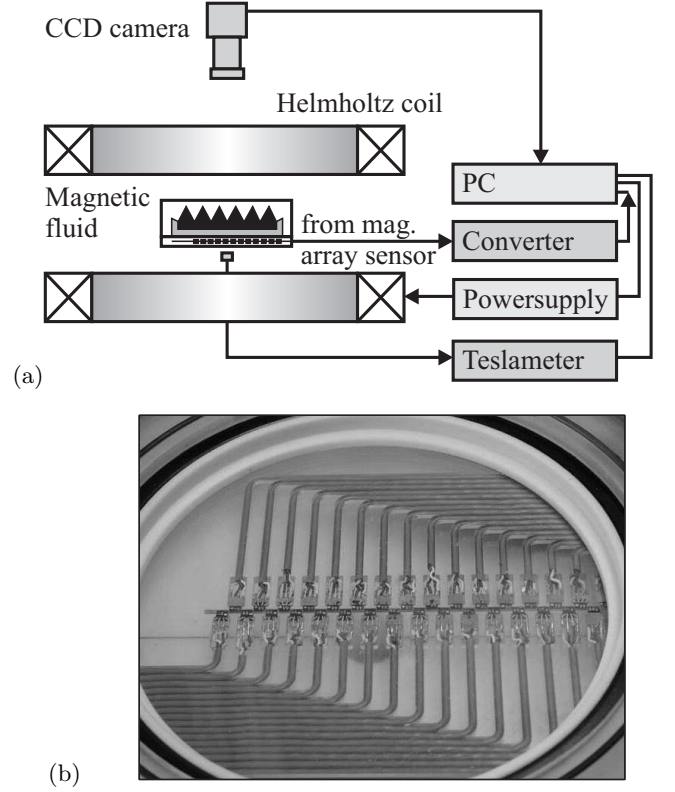 CCD camera
Helmholtz coil
PC
Magnetic
fluid
from mag.
array sensor
Converter
Powersupply
Teslameter
(a)
(b)